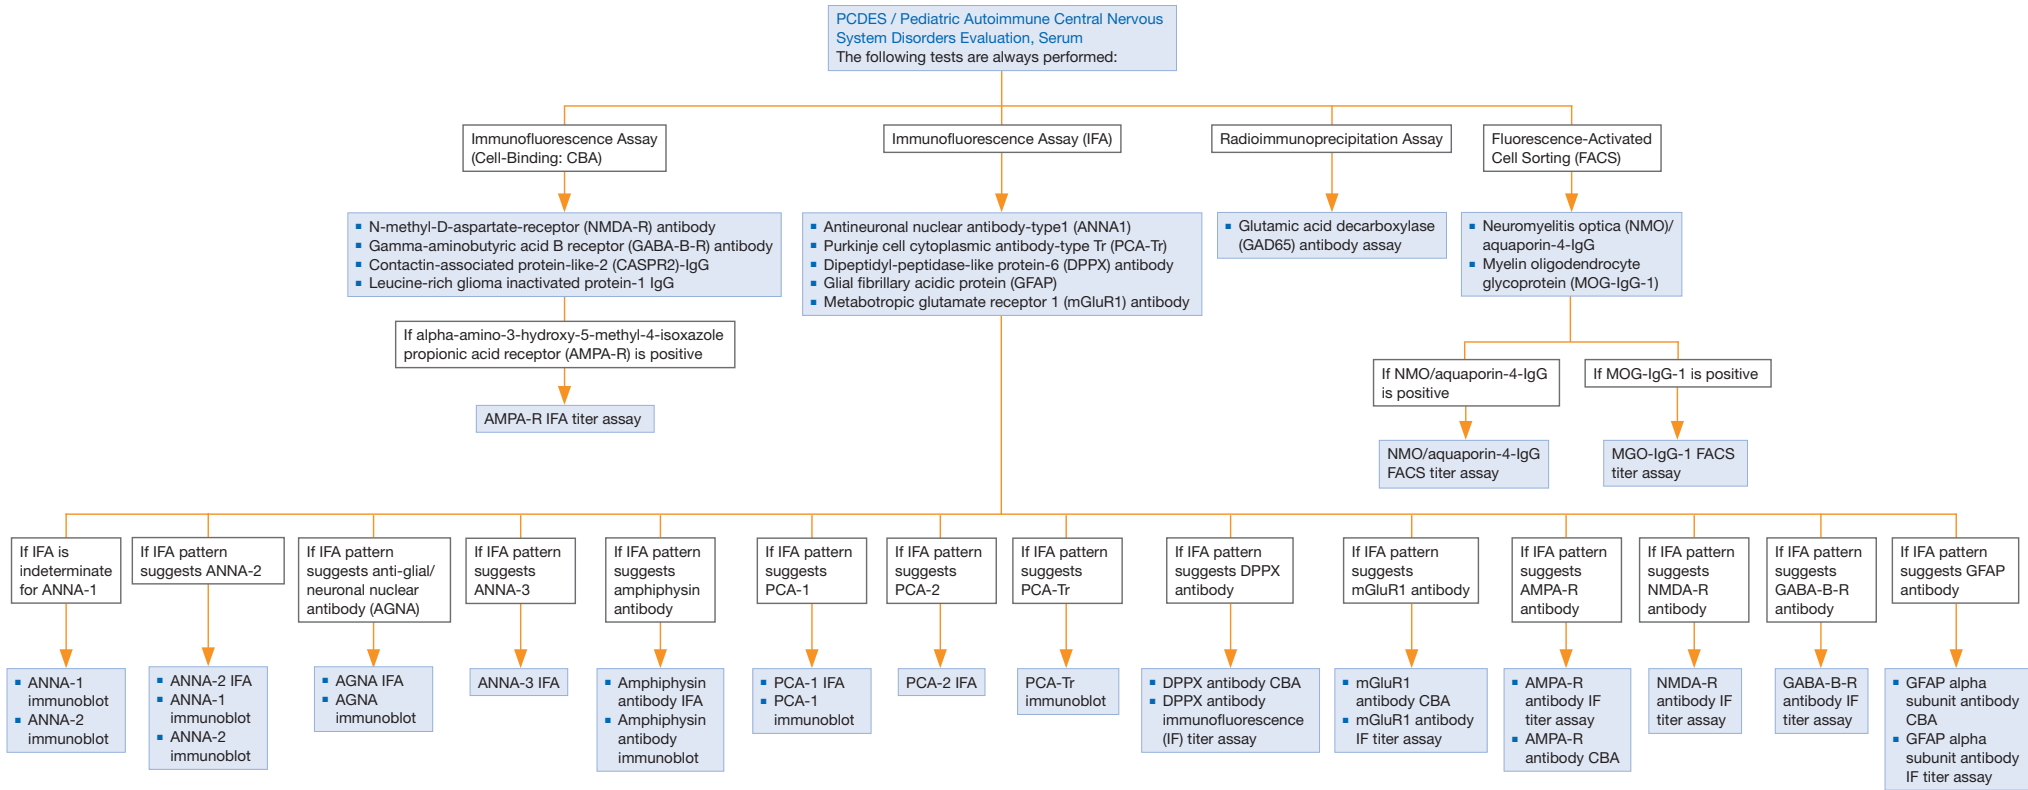 PCDES / Pediatric Autoimmune Central Nervous
System Disorders Evaluation, Serum
The following tests are always performed:
Immunofluorescence Assay
(Cell-Binding: CBA)
Immunofluorescence Assay (IFA)
Radioimmunoprecipitation Assay
Fluorescence-Activated
Cell Sorting (FACS)
▪ N-methyl-D-aspartate-receptor (NMDA-R) antibody
▪ Gamma-aminobutyric acid B receptor (GABA-B-R) antibody
▪ Contactin-associated protein-like-2 (CASPR2)-IgG
▪ Leucine-rich glioma inactivated protein-1 IgG
▪ Antineuronal nuclear antibody-type1 (ANNA1)
▪ Purkinje cell cytoplasmic antibody-type Tr (PCA-Tr)
▪ Dipeptidyl-peptidase-like protein-6 (DPPX) antibody
▪ Glial fibrillary acidic protein (GFAP)
▪ Metabotropic glutamate receptor 1 (mGluR1) antibody
▪ Glutamic acid decarboxylase
(GAD65) antibody assay
▪ Neuromyelitis optica (NMO)/
aquaporin-4-IgG
▪ Myelin oligodendrocyte
glycoprotein (MOG-IgG-1)
If alpha-amino-3-hydroxy-5-methyl-4-isoxazole
propionic acid receptor (AMPA-R) is positive
AMPA-R IFA titer assay
If NMO/aquaporin-4-IgG
is positive
If MOG-IgG-1 is positive
NMO/aquaporin-4-IgG
FACS titer assay
MGO-IgG-1 FACS
titer assay
If IFA is
indeterminate
for ANNA-1
If IFA pattern
suggests ANNA-2
If IFA pattern
suggests anti-glial/
neuronal nuclear
antibody (AGNA)
If IFA pattern
suggests
ANNA-3
If IFA pattern
suggests
amphiphysin
antibody
If IFA pattern
suggests
PCA-1
If IFA pattern
suggests
PCA-2
If IFA pattern
suggests
PCA-Tr
If IFA pattern
suggests DPPX
antibody
If IFA pattern
suggests
mGluR1 antibody
If IFA pattern
suggests
AMPA-R
antibody
If IFA pattern
suggests
NMDA-R
antibody
If IFA pattern
suggests
GABA-B-R
antibody
If IFA pattern
suggests GFAP
antibody
▪ ANNA-1
immunoblot
▪ ANNA-2
immunoblot
▪ ANNA-2 IFA
▪ ANNA-1
immunoblot
▪ ANNA-2
immunoblot
▪ AGNA IFA
▪ AGNA
immunoblot
ANNA-3 IFA
▪ Amphiphysin
antibody IFA
▪ Amphiphysin
antibody
immunoblot
▪ PCA-1 IFA
▪ PCA-1
immunoblot
PCA-2 IFA
PCA-Tr
immunoblot
▪ DPPX antibody CBA
▪ DPPX antibody
immunofluorescence
(IF) titer assay
▪ mGluR1
antibody CBA
▪ mGluR1 antibody
IF titer assay
▪ AMPA-R
antibody IF
titer assay
▪ AMPA-R
antibody CBA
NMDA-R
antibody IF
titer assay
GABA-B-R
antibody IF
titer assay
▪ GFAP alpha
subunit antibody
CBA
▪ GFAP alpha
subunit antibody
IF titer assay